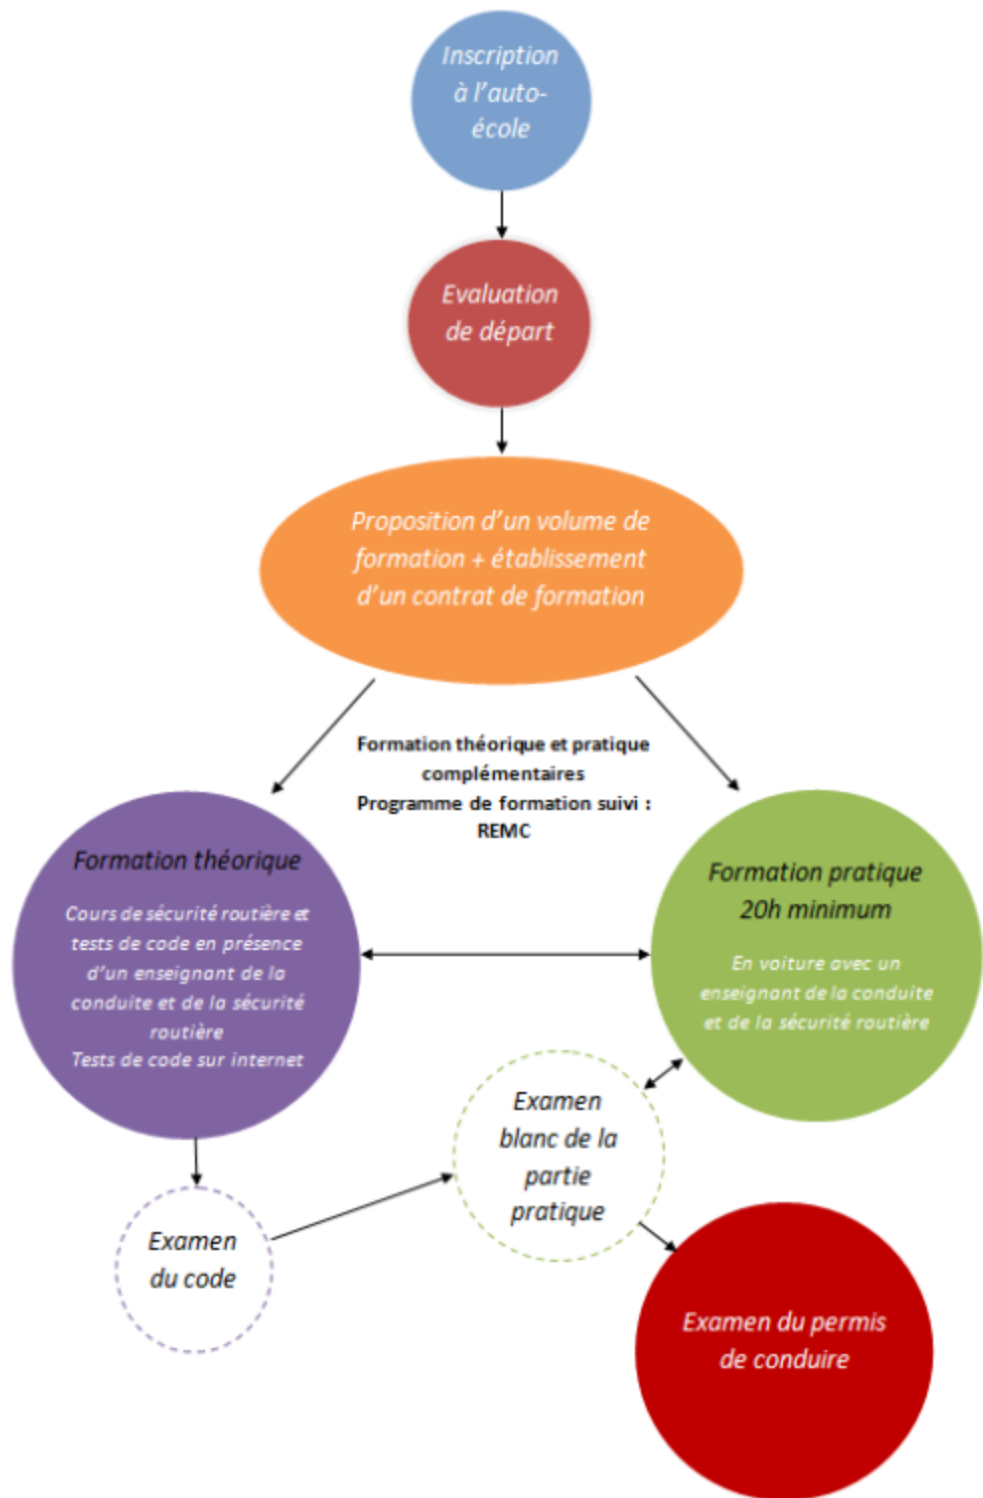 Inscription
à l'auto-
école
Evaluation
de départ
Proposition d'un volume de
formation + établissement
d'un contrat de formation
Formation théorique et pratique
complémentaires
Programme de formation suivi :
REMC
Formation théorique
Cours de sécurité routière et
tests de code en présence
d'un enseignant de la
conduite et de la sécurité
routière
Tests de code sur internet
Formation pratique
20h minimum
En voiture avec un
enseignant de la conduite
et de la sécurité routière
Examen
blanc de la
partie
pratique
Examen
du code
Examen du permis
de conduire